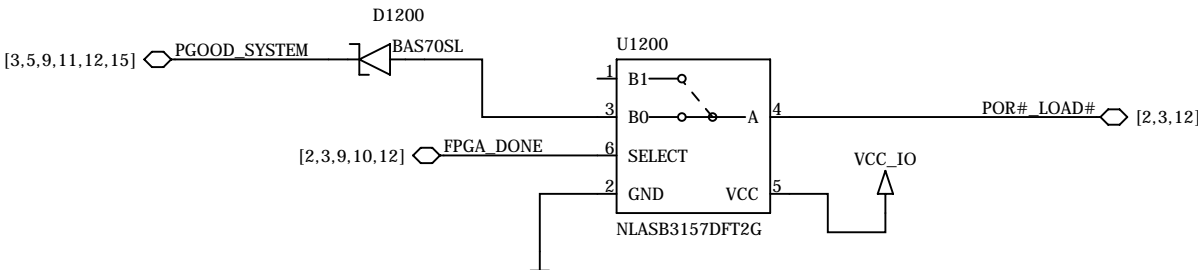 D1200
[3,5,9,11,12,15] PGOOD_SYSTEM BAS70SL
U1200
1 B1
3 B0 A 4 POR#_LOAD# [2,3,12]
[2,3,9,10,12] FPGA_DONE 6 SELECT
VCC_IO
2 GND VCC 5
NLASB3157DFT2G